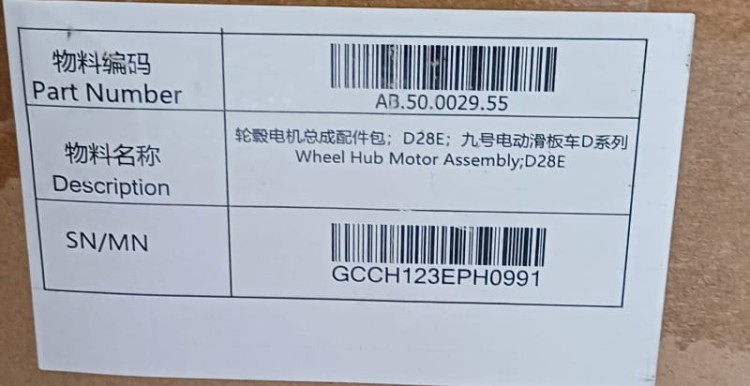 物料编码
Part Number
AB.50.0029.55
物料名称
Description
轮毂电机总成配件包；D28E；九号电动滑板车D系列
Wheel Hub Motor Assembly;D28E
SN/MN
GCCH123EPH0991